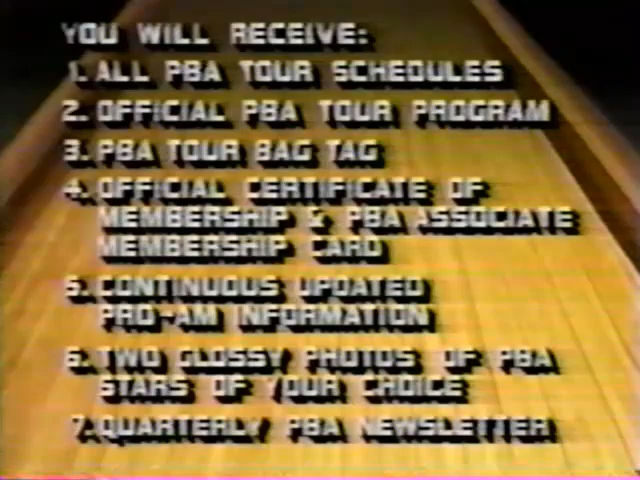 YOU WILL RECEIVE:
1. ALL PBA TOUR SCHEDULES
2. OFFICIAL PBA TOUR PROGRAM
3. PBA TOUR BAG TAG
4. OFFICIAL CERTIFICATE OF
MEMBERSHIP & PBA ASSOCIATE
MEMBERSHIP CARD
5. CONTINUOUS UPDATED
PRO-AM INFORMATION
6. TWO GLOSSY PHOTOS OF PBA
STARS OF YOUR CHOICE
7. QUARTERLY PBA NEWSLETTER